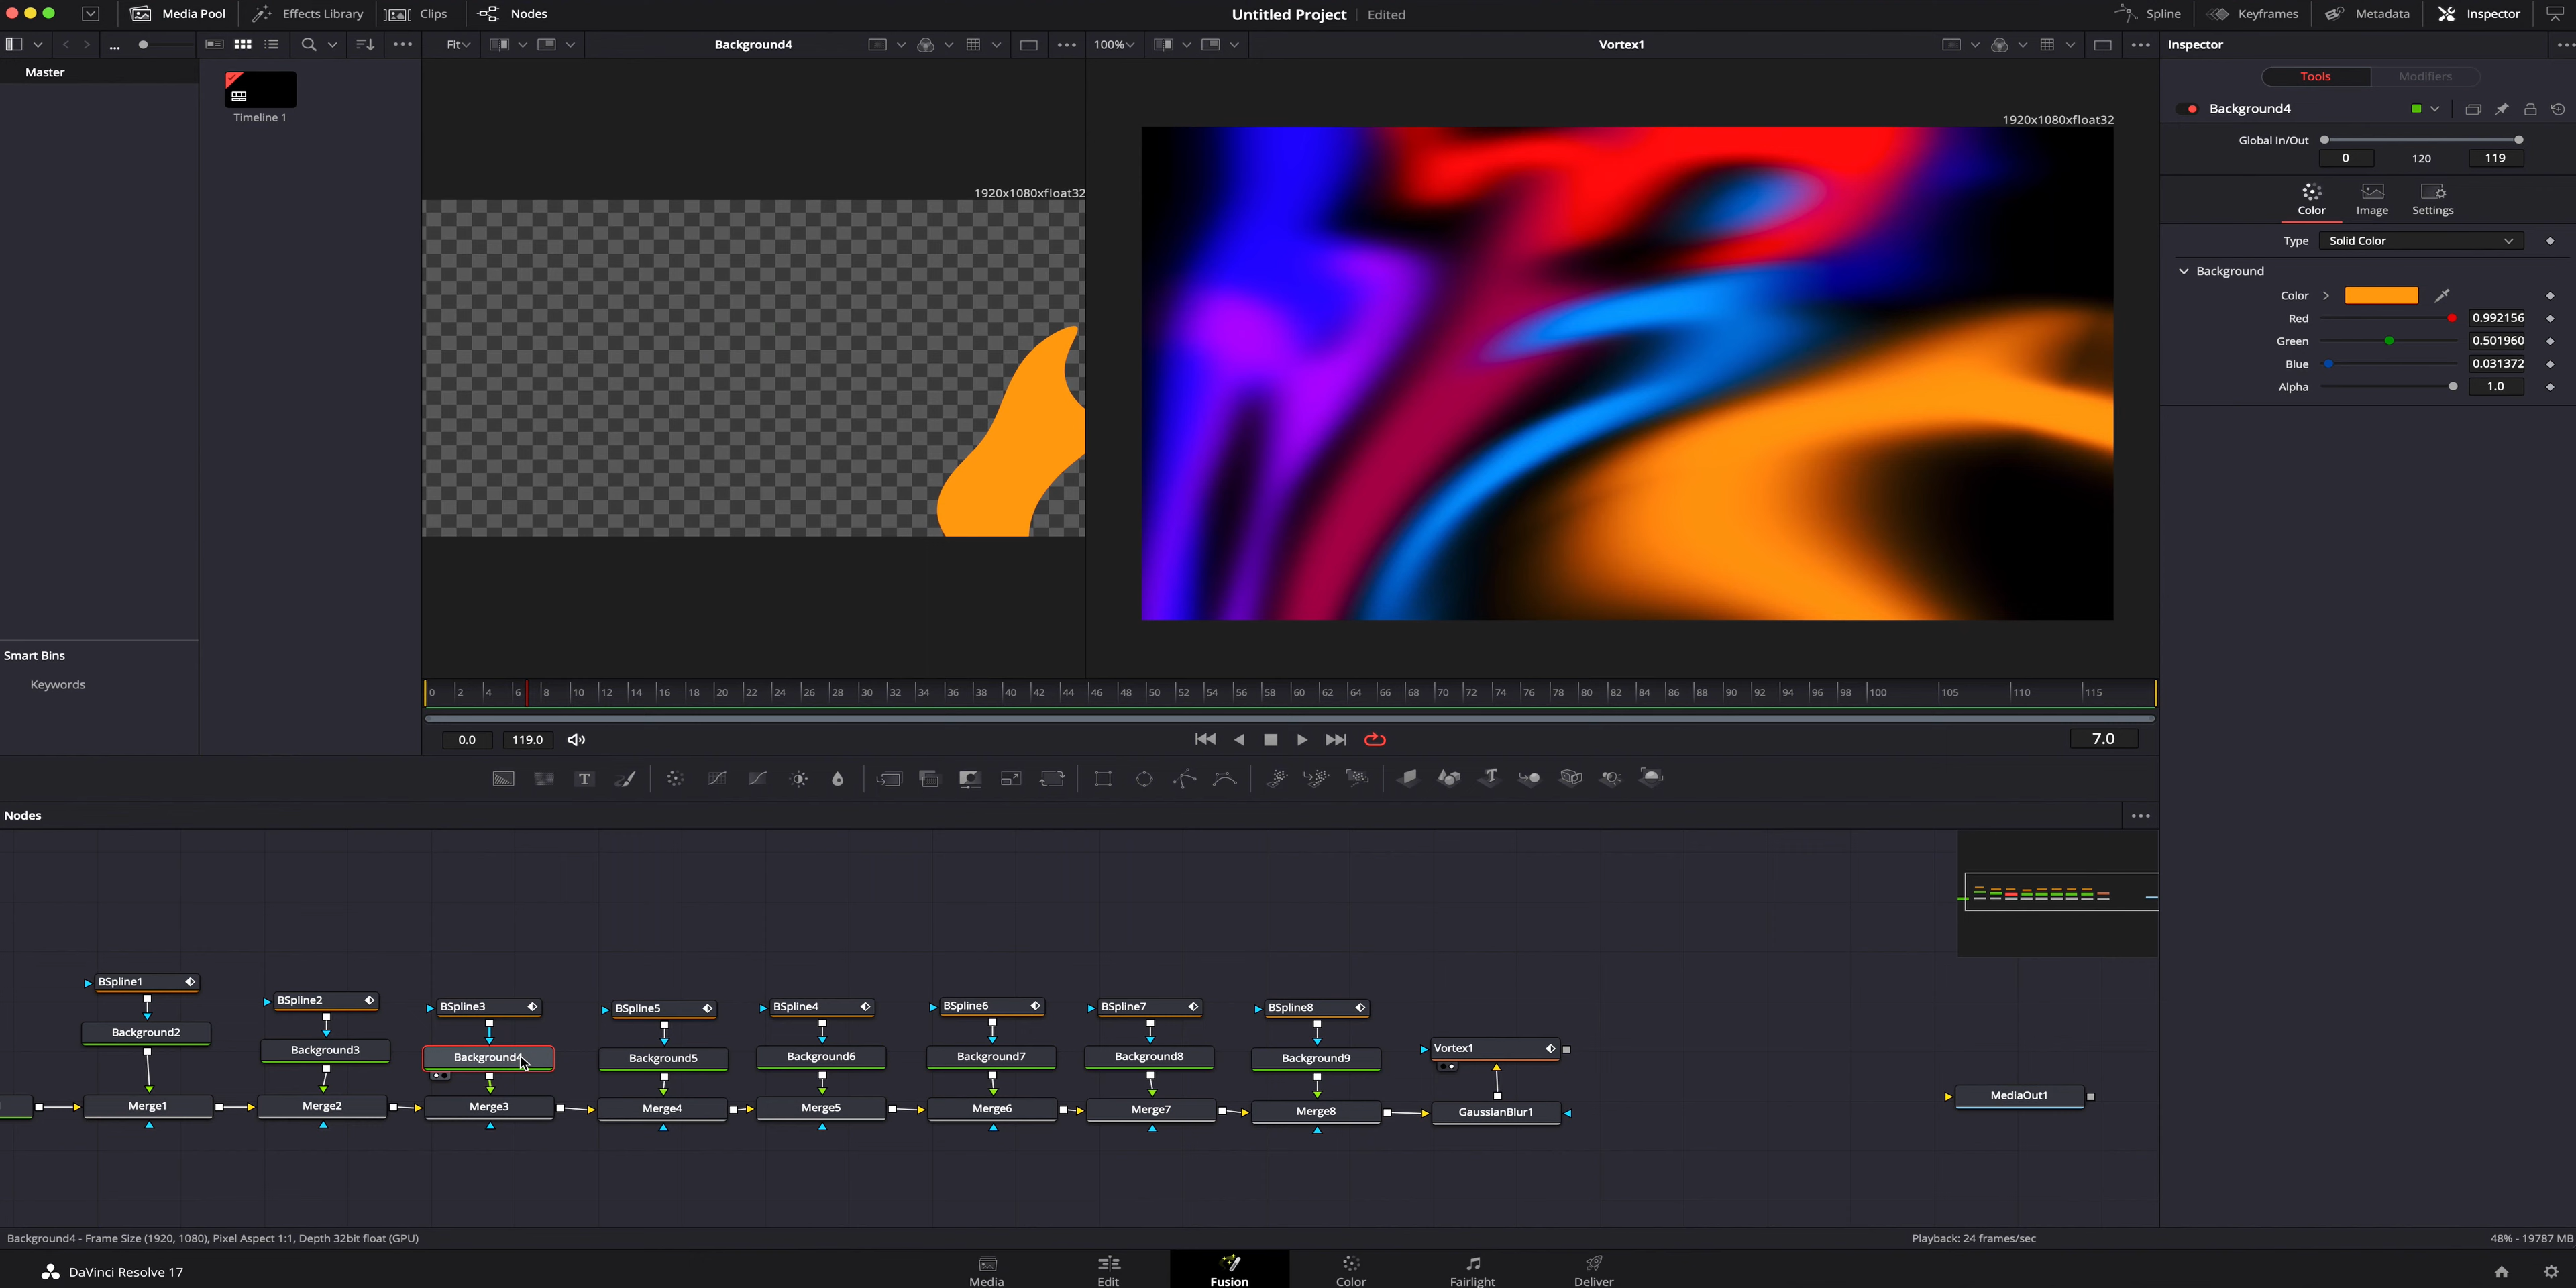 Media Pool
Effects Library
Clips
Nodes
Untitled Project
Edited
Spline
Keyframes
Metadata
Inspector
...
Fit
Background4
100%
Vortex1
Inspector
Master
Timeline 1
Tools
Modifiers
Background4
1920x1080xfloat32
1920x1080xfloat32
Global In/Out
0
120
119
Color
Image
Settings
Type
Solid Color
Background
Color
Red
0.992156
Green
0.501960
Blue
0.031372
Alpha
1.0
Smart Bins
Keywords
0 2 4 6 8 10 12 14 16 18 20 22 24 26 28 30 32 34 36 38 40 42 44 46 48 50 52 54 56 58 60 62 64 66 68 70 72 74 76 78 80 82 84 86 88 90 92 94 96 98 100 105 110 115
0.0
119.0
7.0
T
Nodes
BSpline1
BSpline2
BSpline3
BSpline5
BSpline4
BSpline6
BSpline7
BSpline8
Background2
Background3
Background4
Background5
Background6
Background7
Background8
Background9
Vortex1
Merge1
Merge2
Merge3
Merge4
Merge5
Merge6
Merge7
Merge8
GaussianBlur1
MediaOut1
Background4 - Frame Size (1920, 1080), Pixel Aspect 1:1, Depth 32bit float (GPU)
Playback: 24 frames/sec
48% - 19787 MB
DaVinci Resolve 17
Media
Edit
Fusion
Color
Fairlight
Deliver